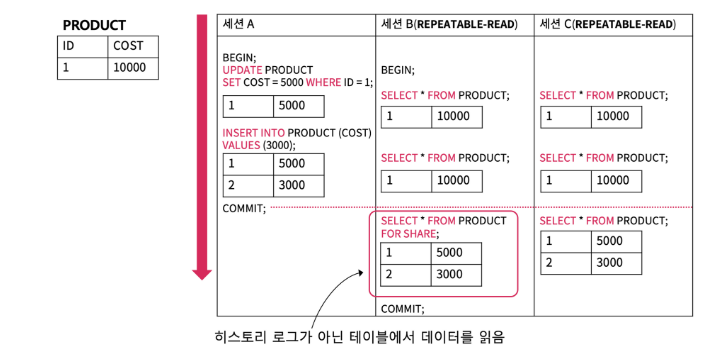 PRODUCT
ID COST
1 10000
세션 A
BEGIN;
UPDATE PRODUCT
SET COST = 5000 WHERE ID = 1;
1 5000
INSERT INTO PRODUCT (COST)
VALUES (3000);
1 5000
2 3000
COMMIT;
세션 B(REPEATABLE-READ)
BEGIN;
SELECT * FROM PRODUCT;
1 10000
SELECT * FROM PRODUCT;
1 10000
SELECT * FROM PRODUCT
FOR SHARE;
1 5000
2 3000
COMMIT;
세션 C(REPEATABLE-READ)
SELECT * FROM PRODUCT;
1 10000
SELECT * FROM PRODUCT;
1 10000
SELECT * FROM PRODUCT;
1 5000
2 3000
히스토리 로그가 아닌 테이블에서 데이터를 읽음